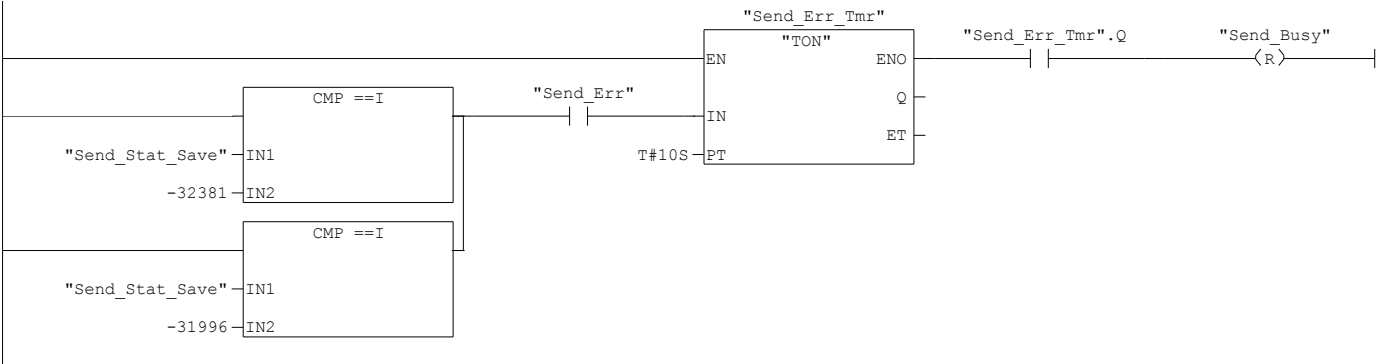 "Send_Err_Tmr"
"TON"
"Send_Err_Tmr".Q
"Send_Busy"
EN
ENO
R
CMP ==I
"Send_Err"
Q
IN
ET
"Send_Stat_Save"
IN1
T#10S
PT
-32381
IN2
CMP ==I
"Send_Stat_Save"
IN1
-31996
IN2